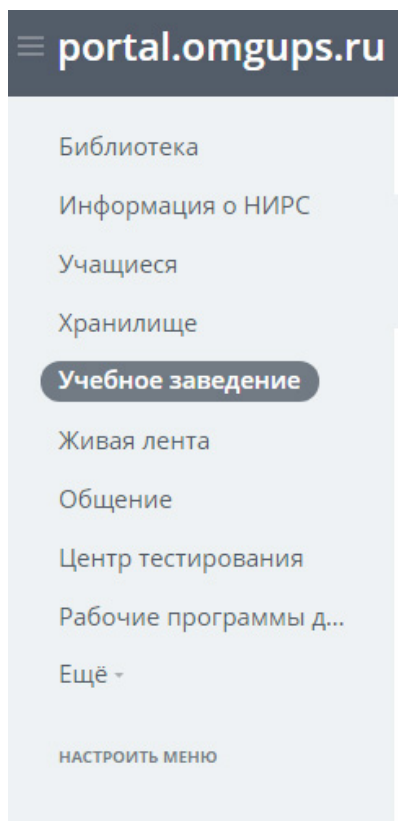 portal.omgups.ru
Библиотека
Информация о НИРС
Учащиеся
Хранилище
Учебное заведение
Живая лента
Общение
Центр тестирования
Рабочие программы д...
Ещё
НАСТРОИТЬ МЕНЮ